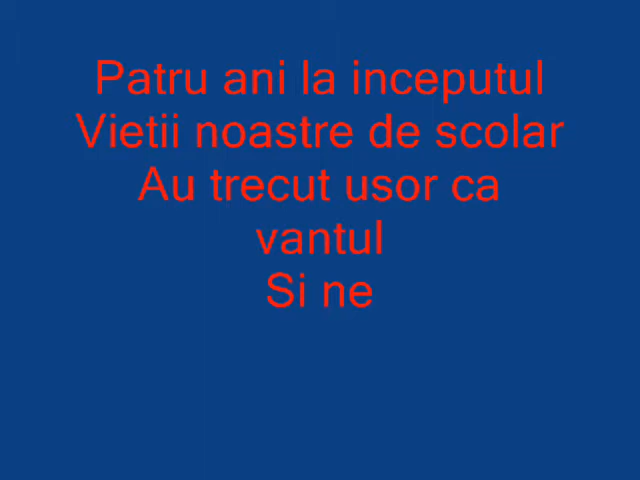 Patru ani la inceputul
Vietii noastre de scolar
Au trecut usor ca
vantul
Si ne